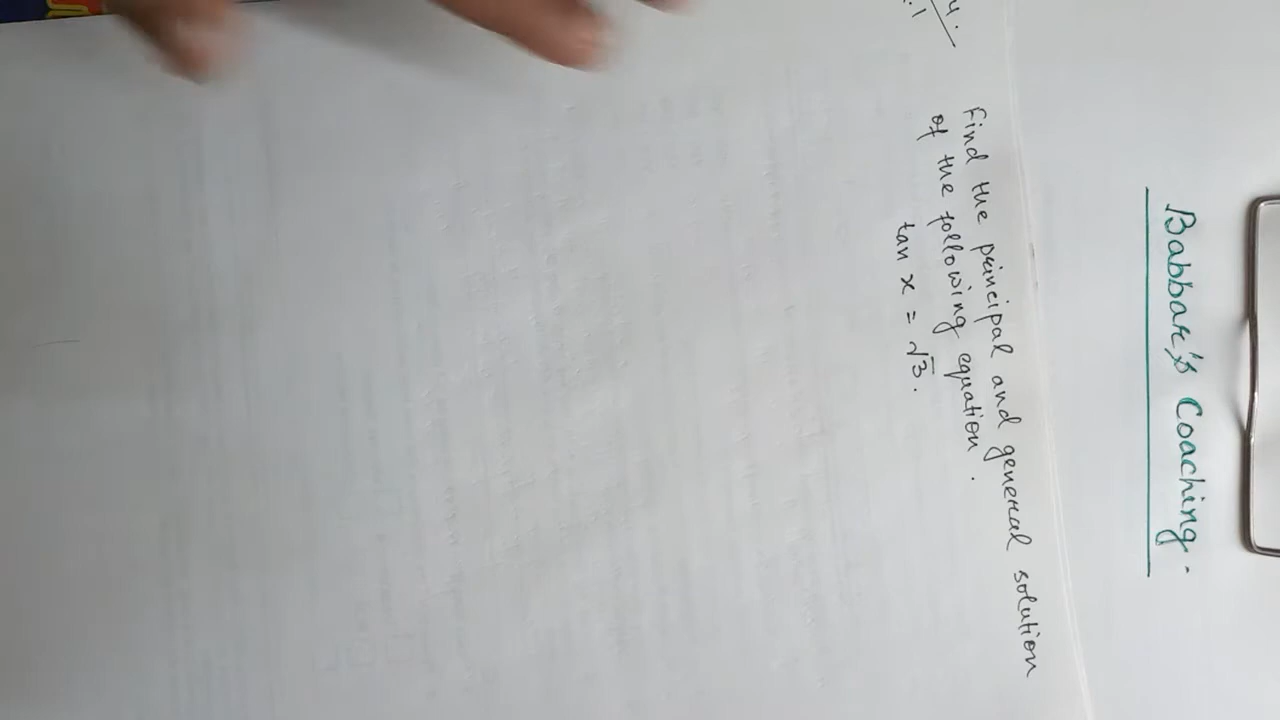 Babbar's Coaching.
Find the principal and general solution
of the following equation.
tan x = √3.